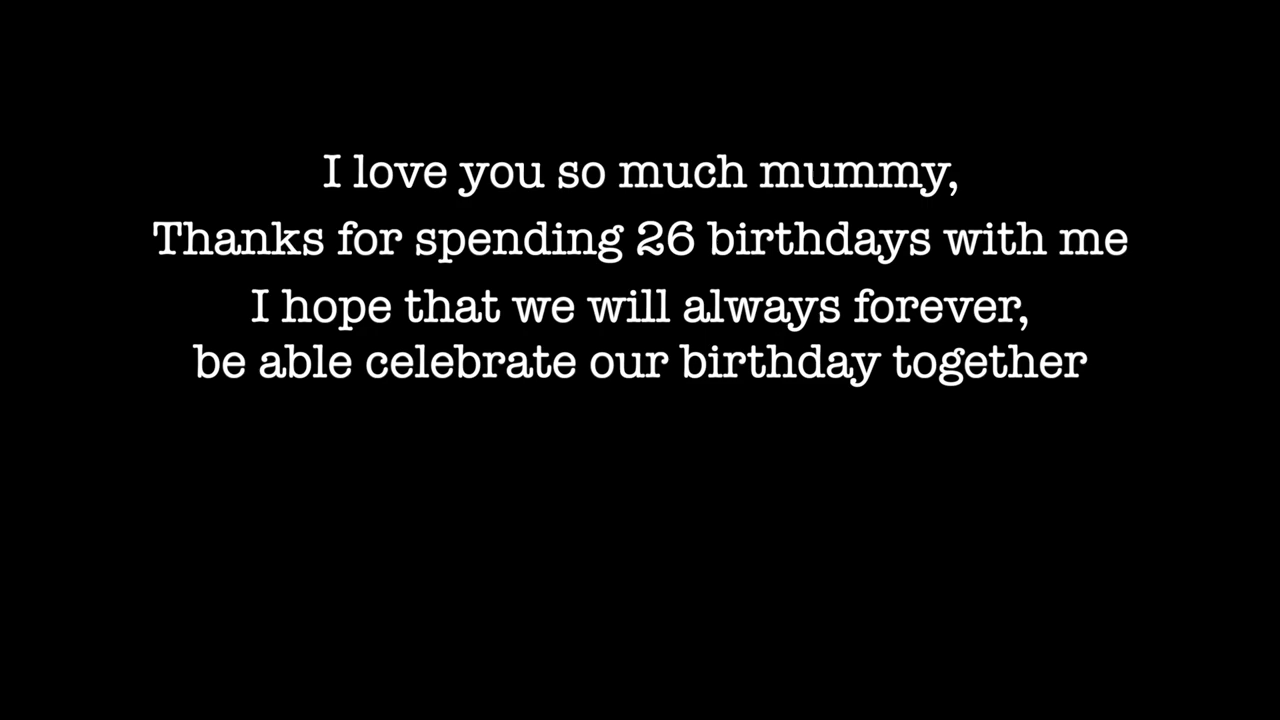 I love you so much mummy,
Thanks for spending 26 birthdays with me
I hope that we will always forever,
be able celebrate our birthday together